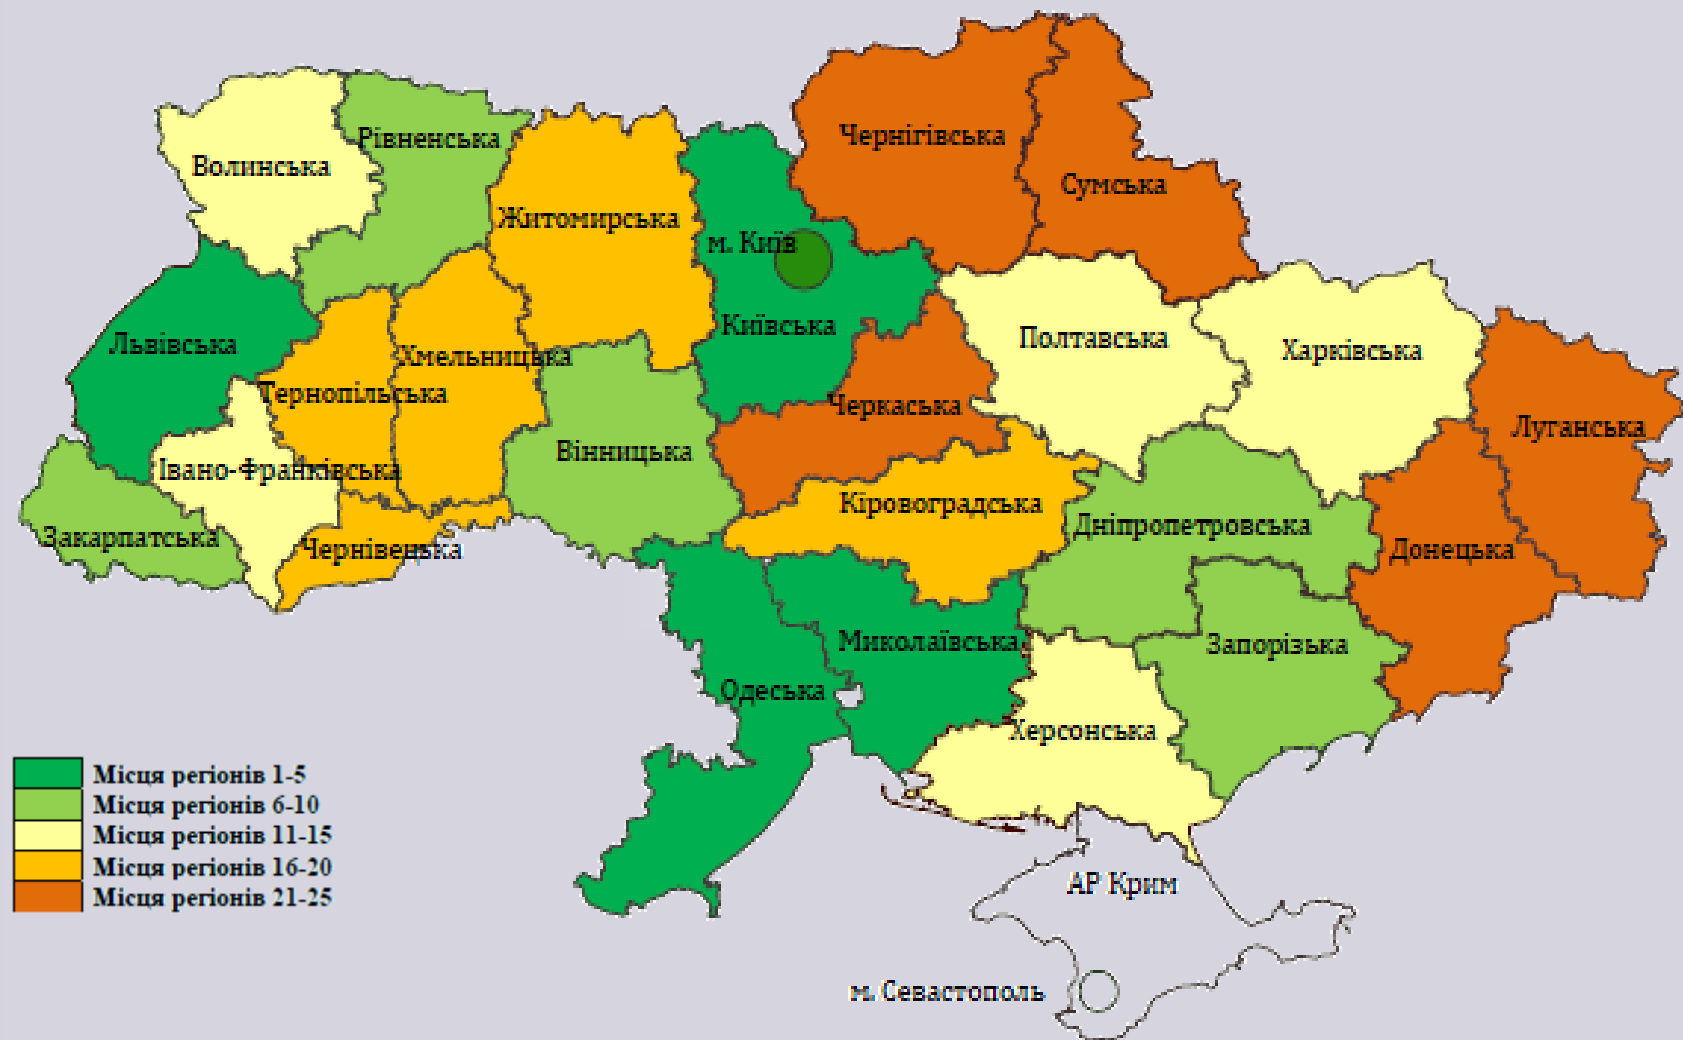 Чернігівська
Рівненська
Волинська
Сумська
Житомирська
м. Київ
Київська
Полтавська
Львівська
Хмельницька
Харківська
Тернопільська
Черкаська
Луганська
Вінницька
Івано-Франківська
Кіровоградська
Дніпропетровська
Закарпатська
Чернівецька
Донецька
Миколаївська
Запорізька
Одеська
Херсонська
Місця регіонів 1-5
Місця регіонів 6-10
Місця регіонів 11-15
Місця регіонів 16-20
Місця регіонів 21-25
АР Крим
м. Севастополь